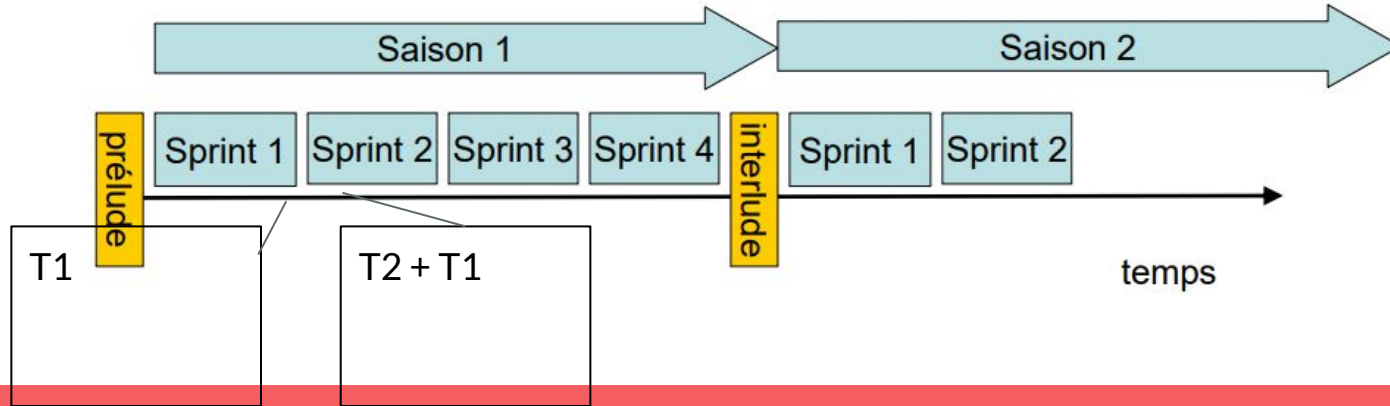 Saison 1
Saison 2
prélude
Sprint 1
Sprint 2
Sprint 3
Sprint 4
interlude
Sprint 1
Sprint 2
T1
T2 + T1
temps